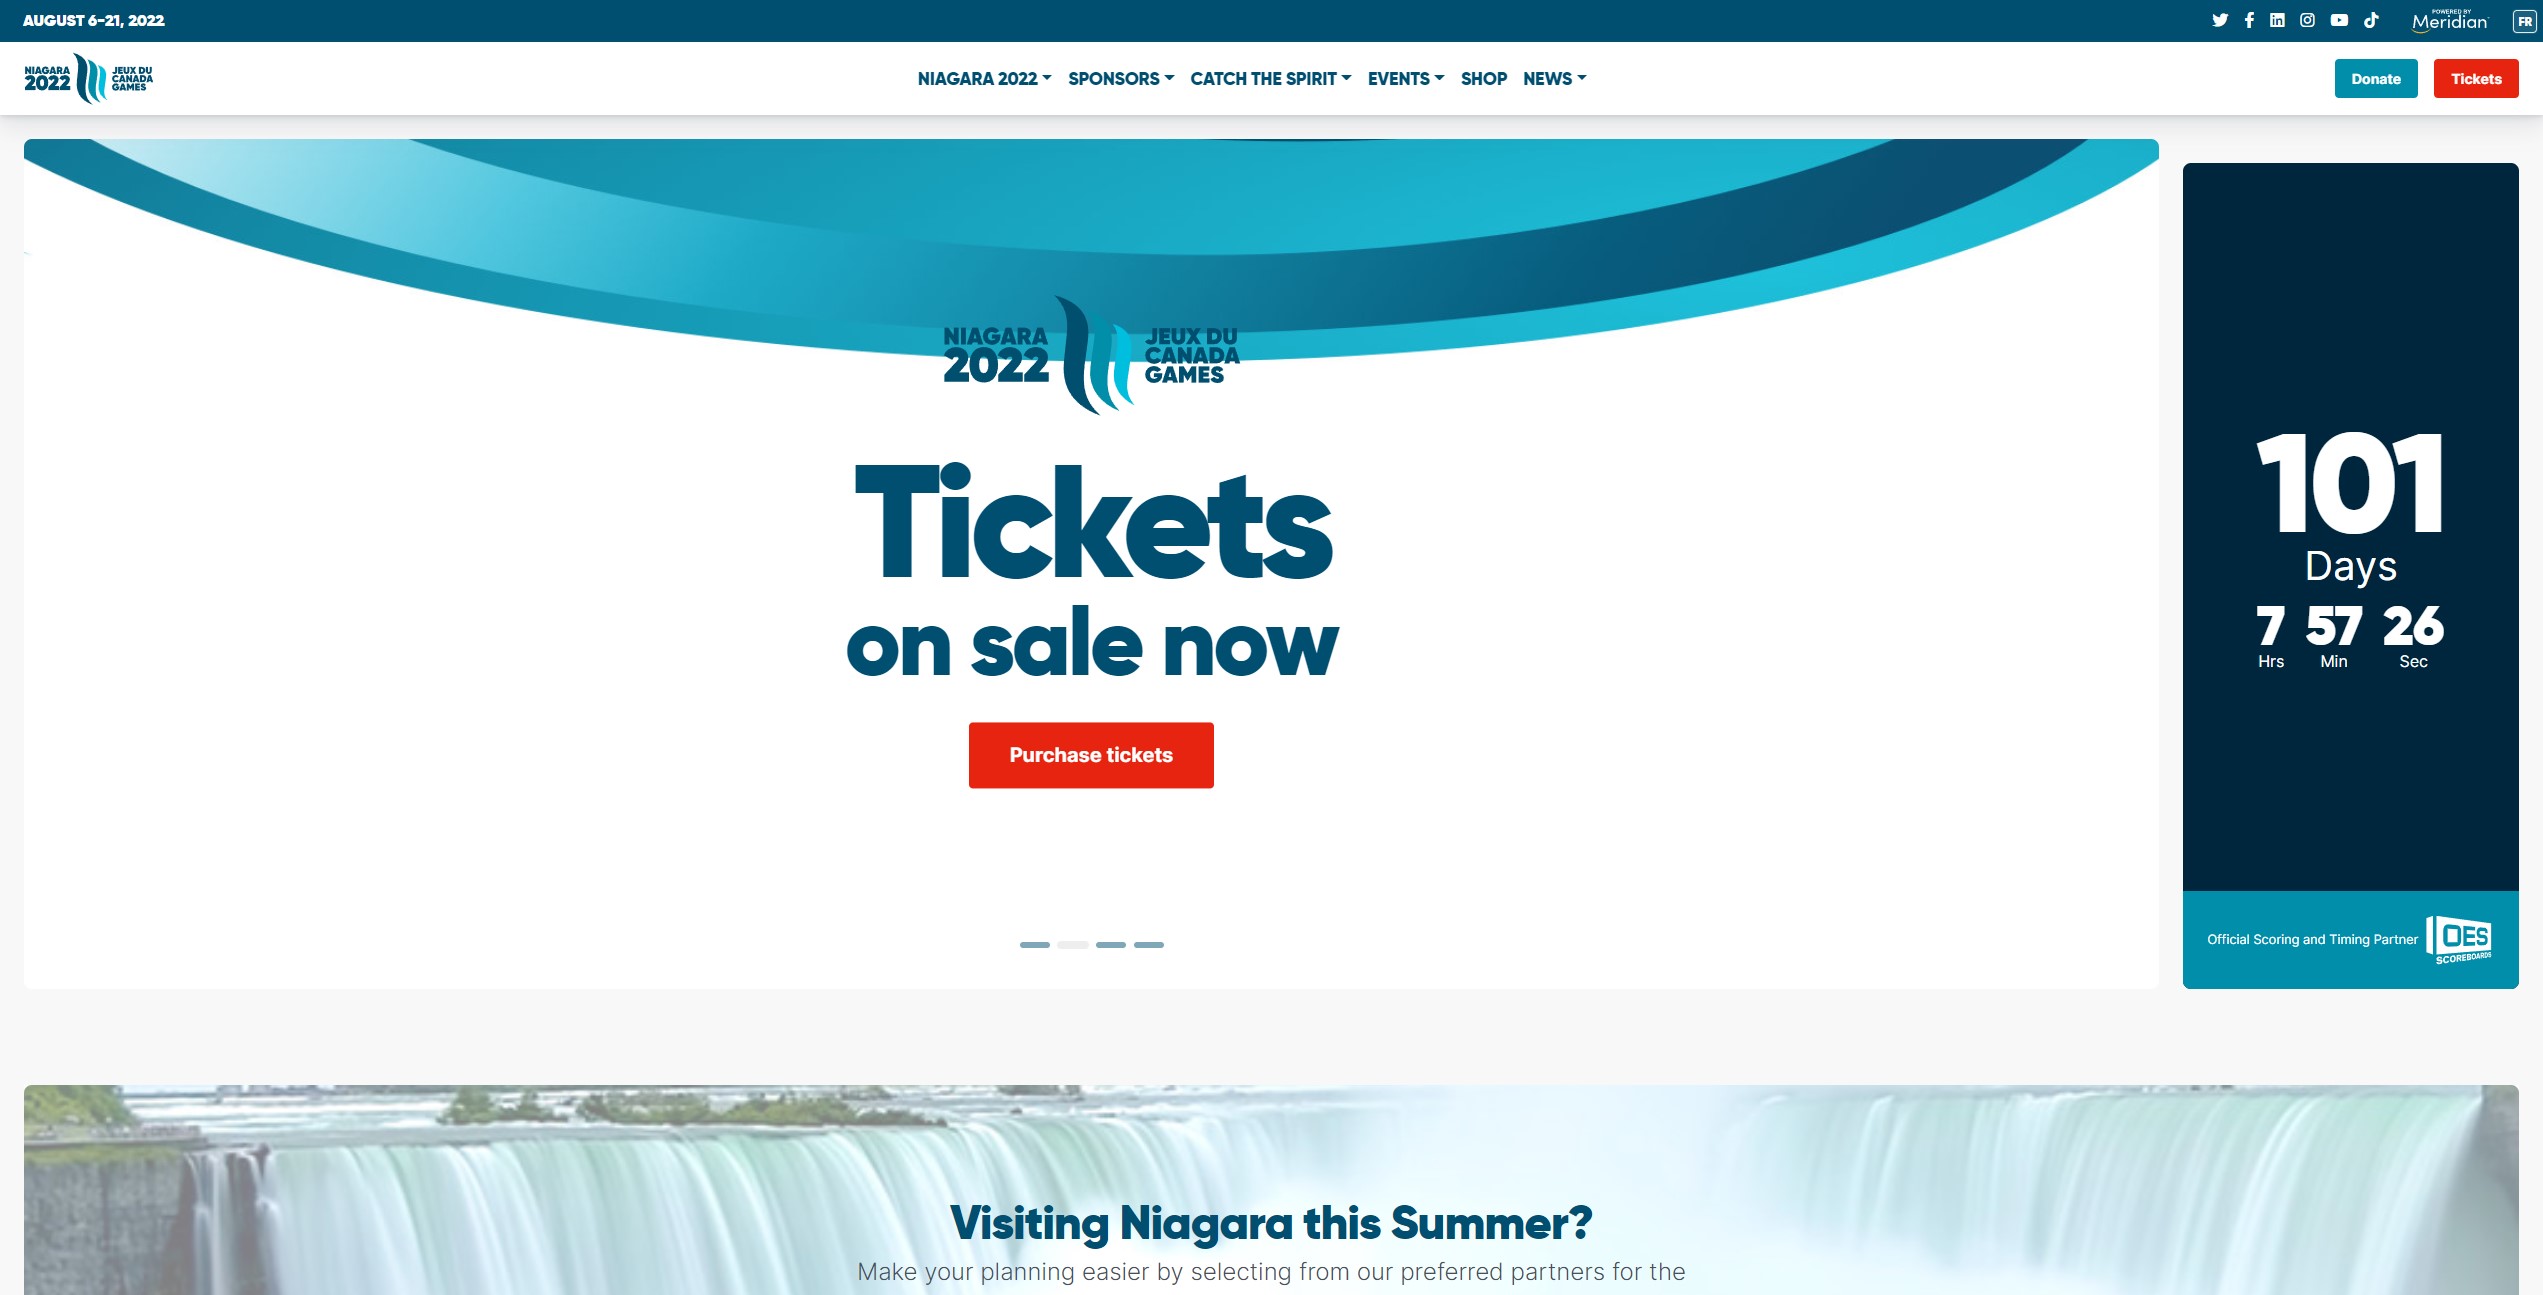 AUGUST 6-21, 2022
POWERED BY
Meridian
FR
NIAGARA
2022
JEUX DU
CANADA
GAMES
NIAGARA 2022
SPONSORS
CATCH THE SPIRIT
EVENTS
SHOP
NEWS
Donate
Tickets
NIAGARA
2022
JEUX DU
CANADA
GAMES
Tickets
on sale now
Purchase tickets
101
Days
7 57 26
Hrs Min Sec
Official Scoring and Timing Partner
OES
SCOREBOARDS
Visiting Niagara this Summer?
Make your planning easier by selecting from our preferred partners for the